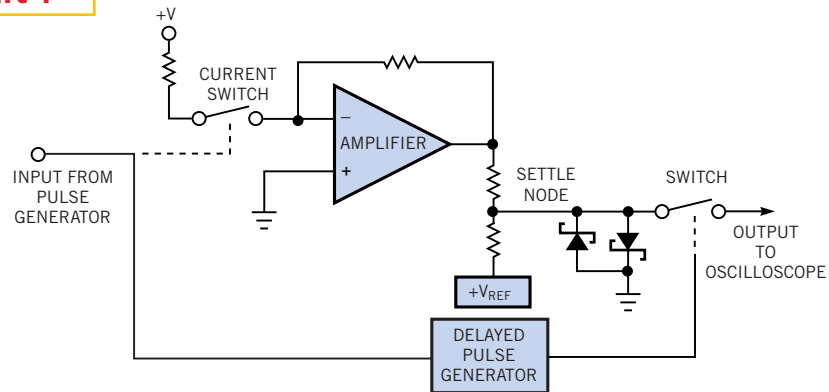 +V
CURRENT
SWITCH
−
AMPLIFIER
+
INPUT FROM
PULSE
GENERATOR
SETTLE
NODE
SWITCH
OUTPUT
TO
OSCILLOSCOPE
+VREF
DELAYED
PULSE
GENERATOR